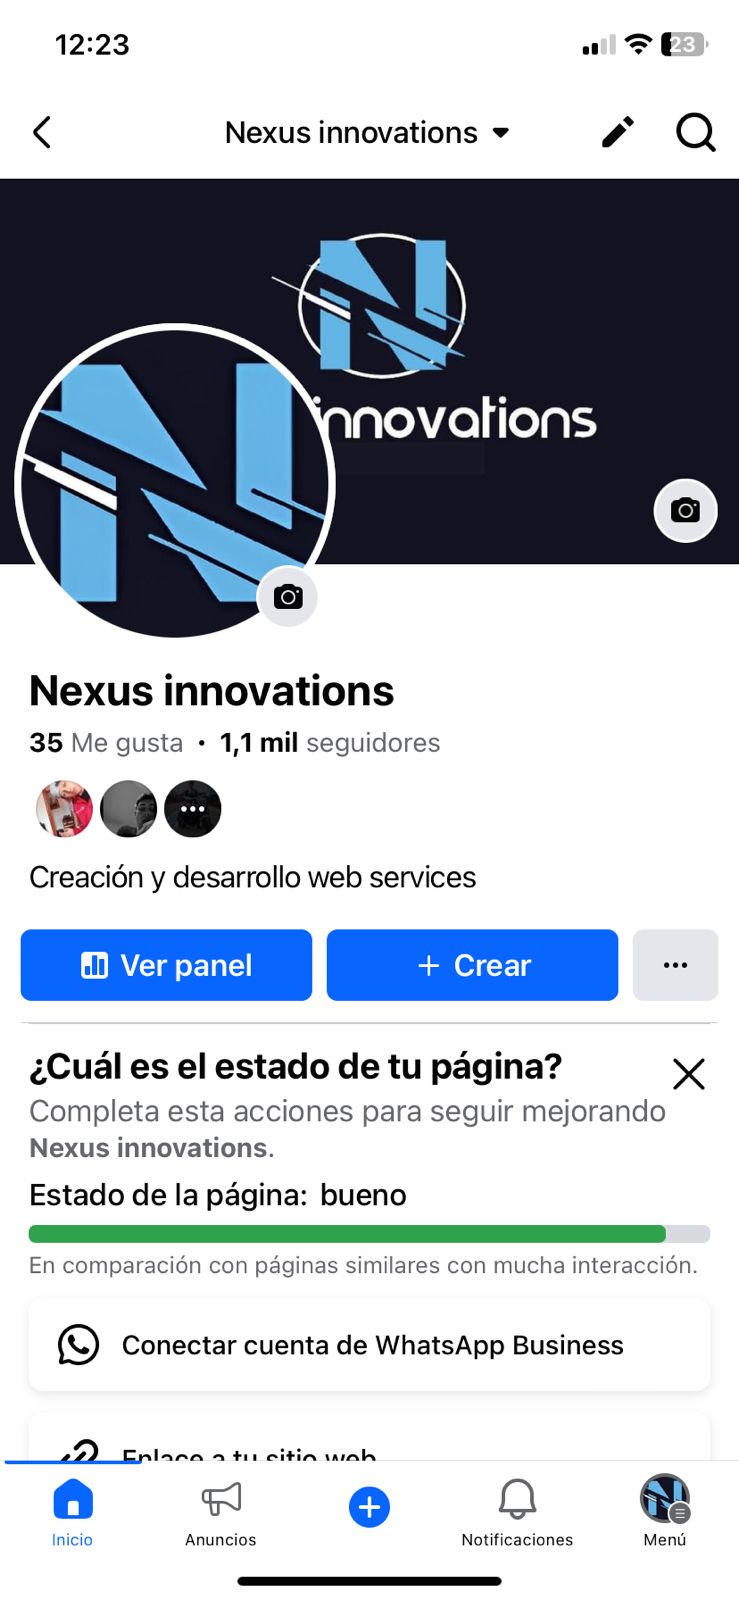 12:23
23
Nexus innovations
innovations
Nexus innovations
35 Me gusta · 1,1 mil seguidores
Creación y desarrollo web services
Ver panel
+ Crear
¿Cuál es el estado de tu página?
Completa esta acciones para seguir mejorando
Nexus innovations.
Estado de la página: bueno
En comparación con páginas similares con mucha interacción.
Conectar cuenta de WhatsApp Business
Enlace a tu sitio web
Inicio
Anuncios
Notificaciones
Menú